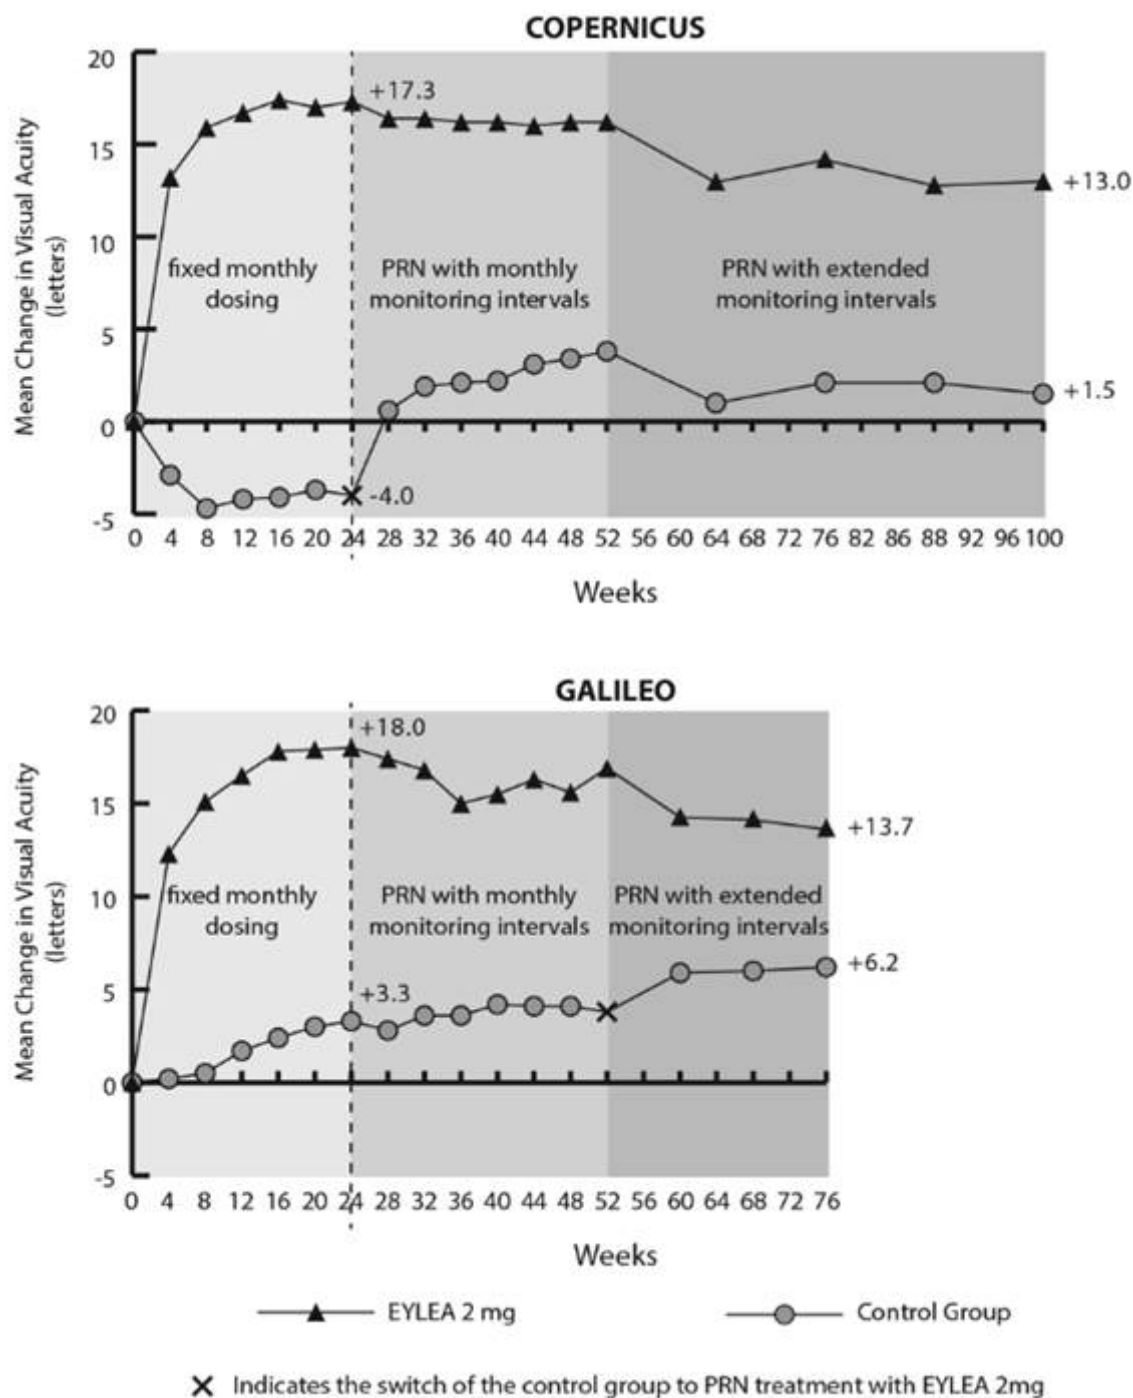 COPERNICUS
20
15
10
5
0
-5
Mean Change in Visual Acuity
(letters)
+17.3
+13.0
fixed monthly
dosing
PRN with monthly
monitoring intervals
PRN with extended
monitoring intervals
+1.5
-4.0
0 4 8 12 16 20 24 28 32 36 40 44 48 52 56 60 64 68 72 76 82 84 88 92 96 100
Weeks
GALILEO
20
15
10
5
0
-5
Mean Change in Visual Acuity
(letters)
+18.0
+13.7
fixed monthly
dosing
PRN with monthly
monitoring intervals
PRN with extended
monitoring intervals
+3.3
+6.2
0 4 8 12 16 20 24 28 32 36 40 44 48 52 56 60 64 68 72 76
Weeks
EYLEA 2 mg
Control Group
X Indicates the switch of the control group to PRN treatment with EYLEA 2mg